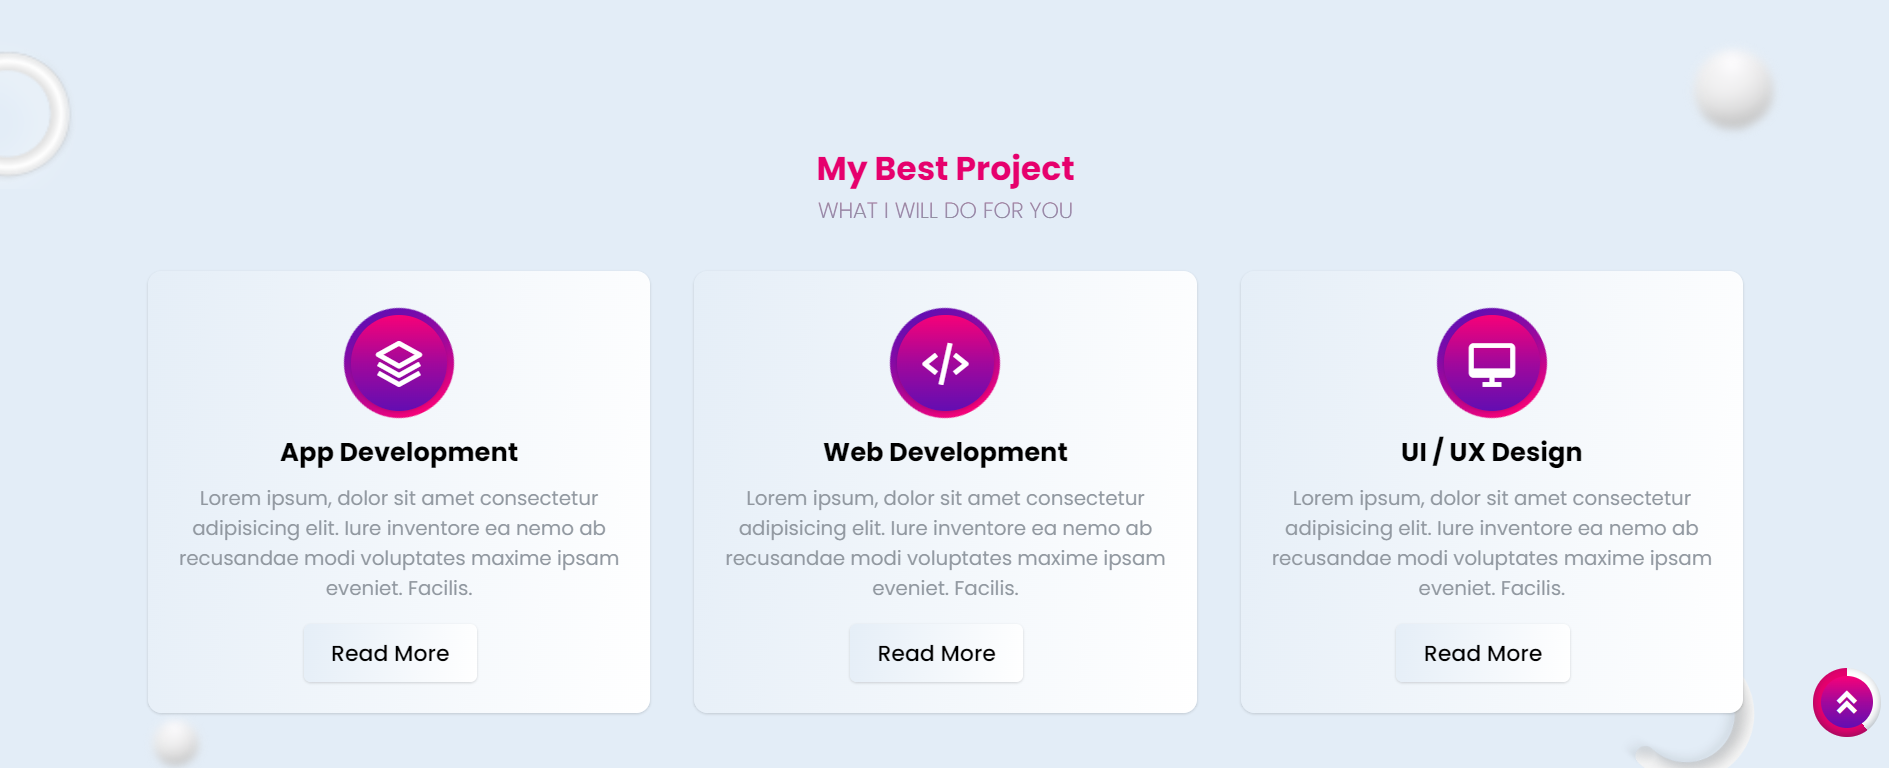 My Best Project
WHAT I WILL DO FOR YOU
App Development
Lorem ipsum, dolor sit amet consectetur
adipisicing elit. Iure inventore ea nemo ab
recusandae modi voluptates maxime ipsam
eveniet. Facilis.
Read More
Web Development
Lorem ipsum, dolor sit amet consectetur
adipisicing elit. Iure inventore ea nemo ab
recusandae modi voluptates maxime ipsam
eveniet. Facilis.
Read More
UI / UX Design
Lorem ipsum, dolor sit amet consectetur
adipisicing elit. Iure inventore ea nemo ab
recusandae modi voluptates maxime ipsam
eveniet. Facilis.
Read More